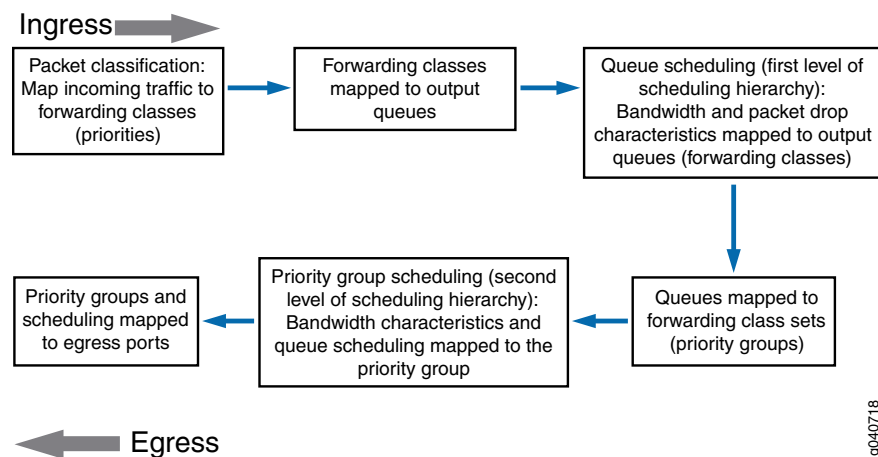 Ingress
Packet classification:
Map incoming traffic to
forwarding classes
(priorities)
Forwarding classes
mapped to output
queues
Queue scheduling (first level of
scheduling hierarchy):
Bandwidth and packet drop
characteristics mapped to output
queues (forwarding classes)
Priority groups and
scheduling mapped
to egress ports
Priority group scheduling (second
level of scheduling hierarchy):
Bandwidth characteristics and
queue scheduling mapped to the
priority group
Queues mapped to
forwarding class sets
(priority groups)
Egress
g040718